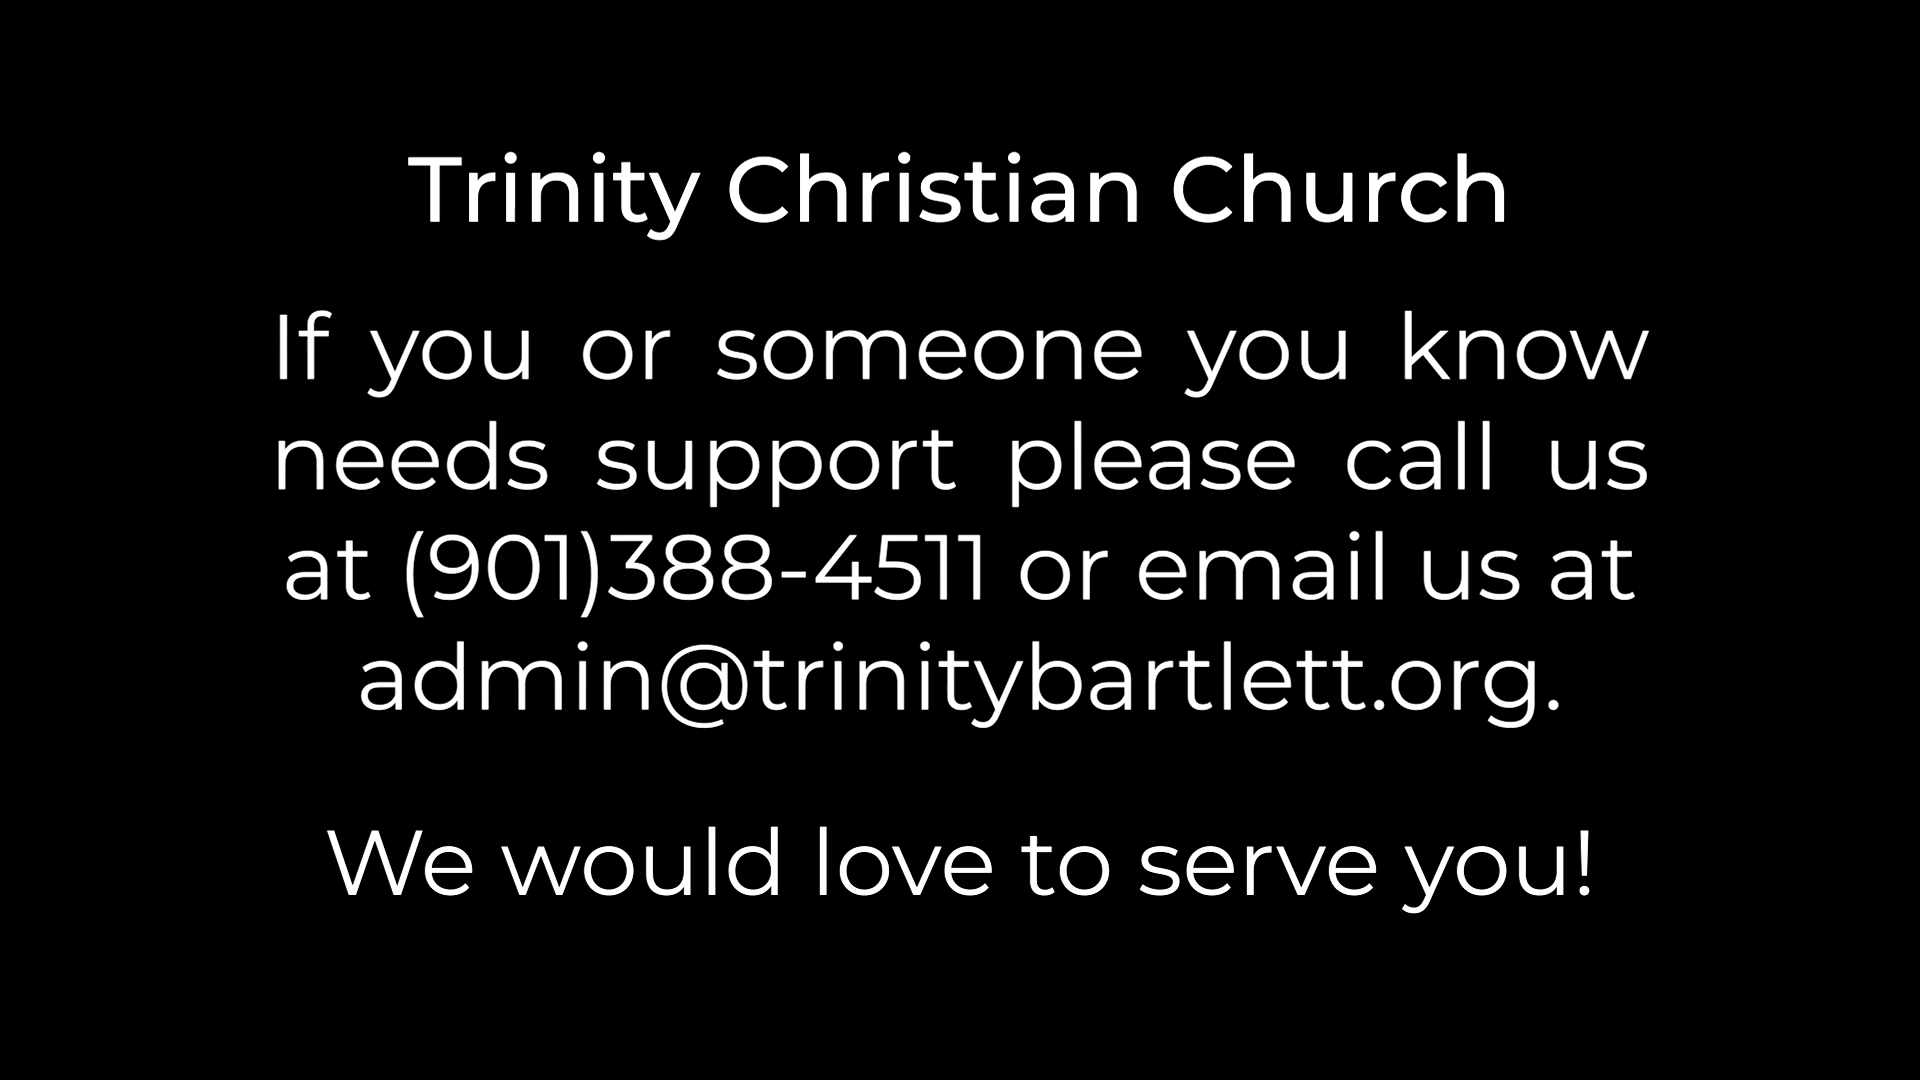 Trinity Christian Church
If you or someone you know
needs support please call us
at (901)388-4511 or email us at
admin@trinitybartlett.org.
We would love to serve you!